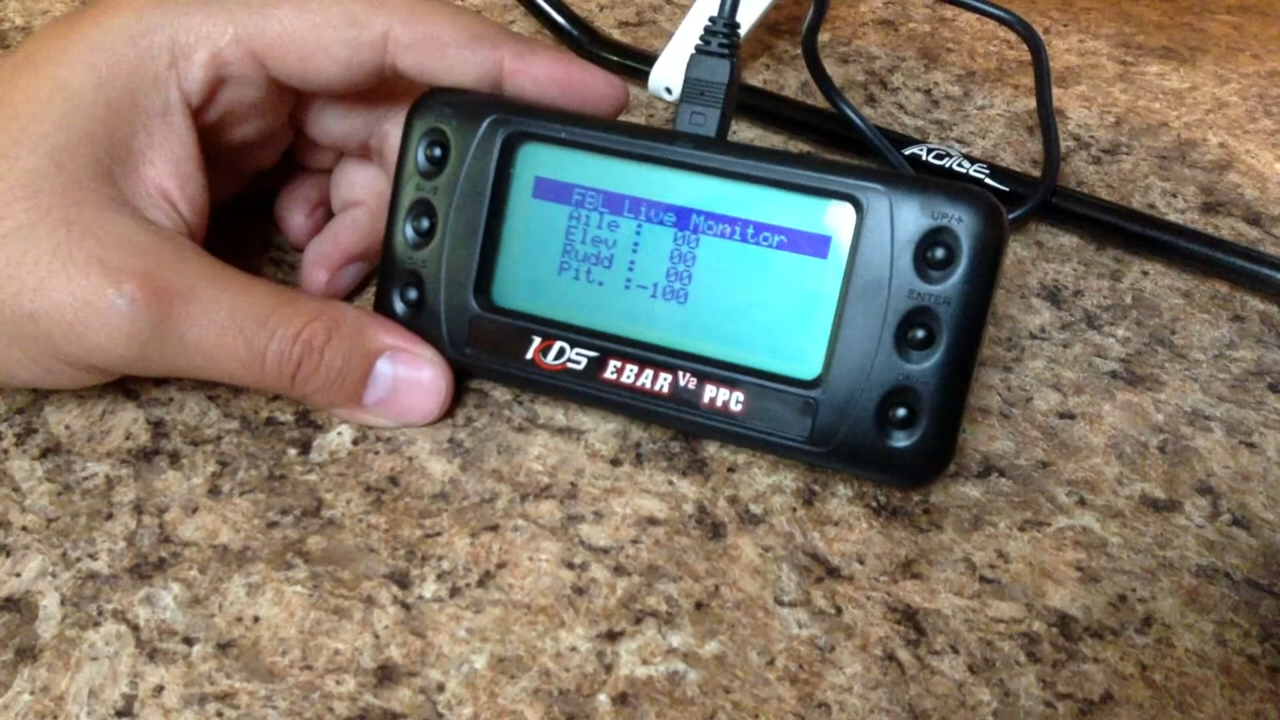 AGILE
FBL Live Monitor
Aile : 00
Elev : 00
Rudd : 00
Pit. :-100
UP/+
ENTER
KDS EBAR V2 PPC